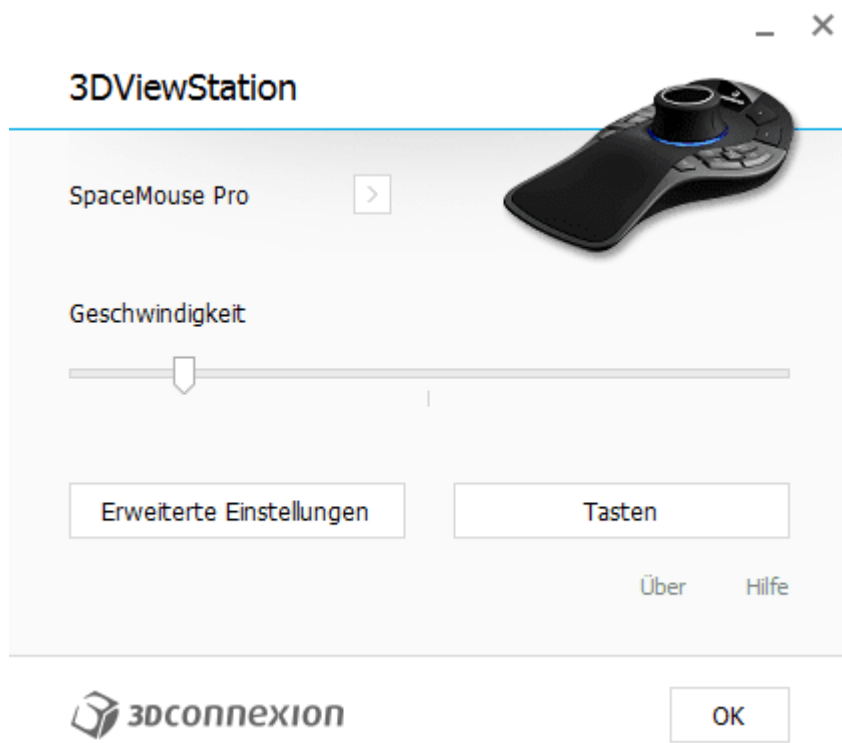 3DViewStation
SpaceMouse Pro
Geschwindigkeit
Erweiterte Einstellungen
Tasten
Über
Hilfe
3Dconnexion
OK